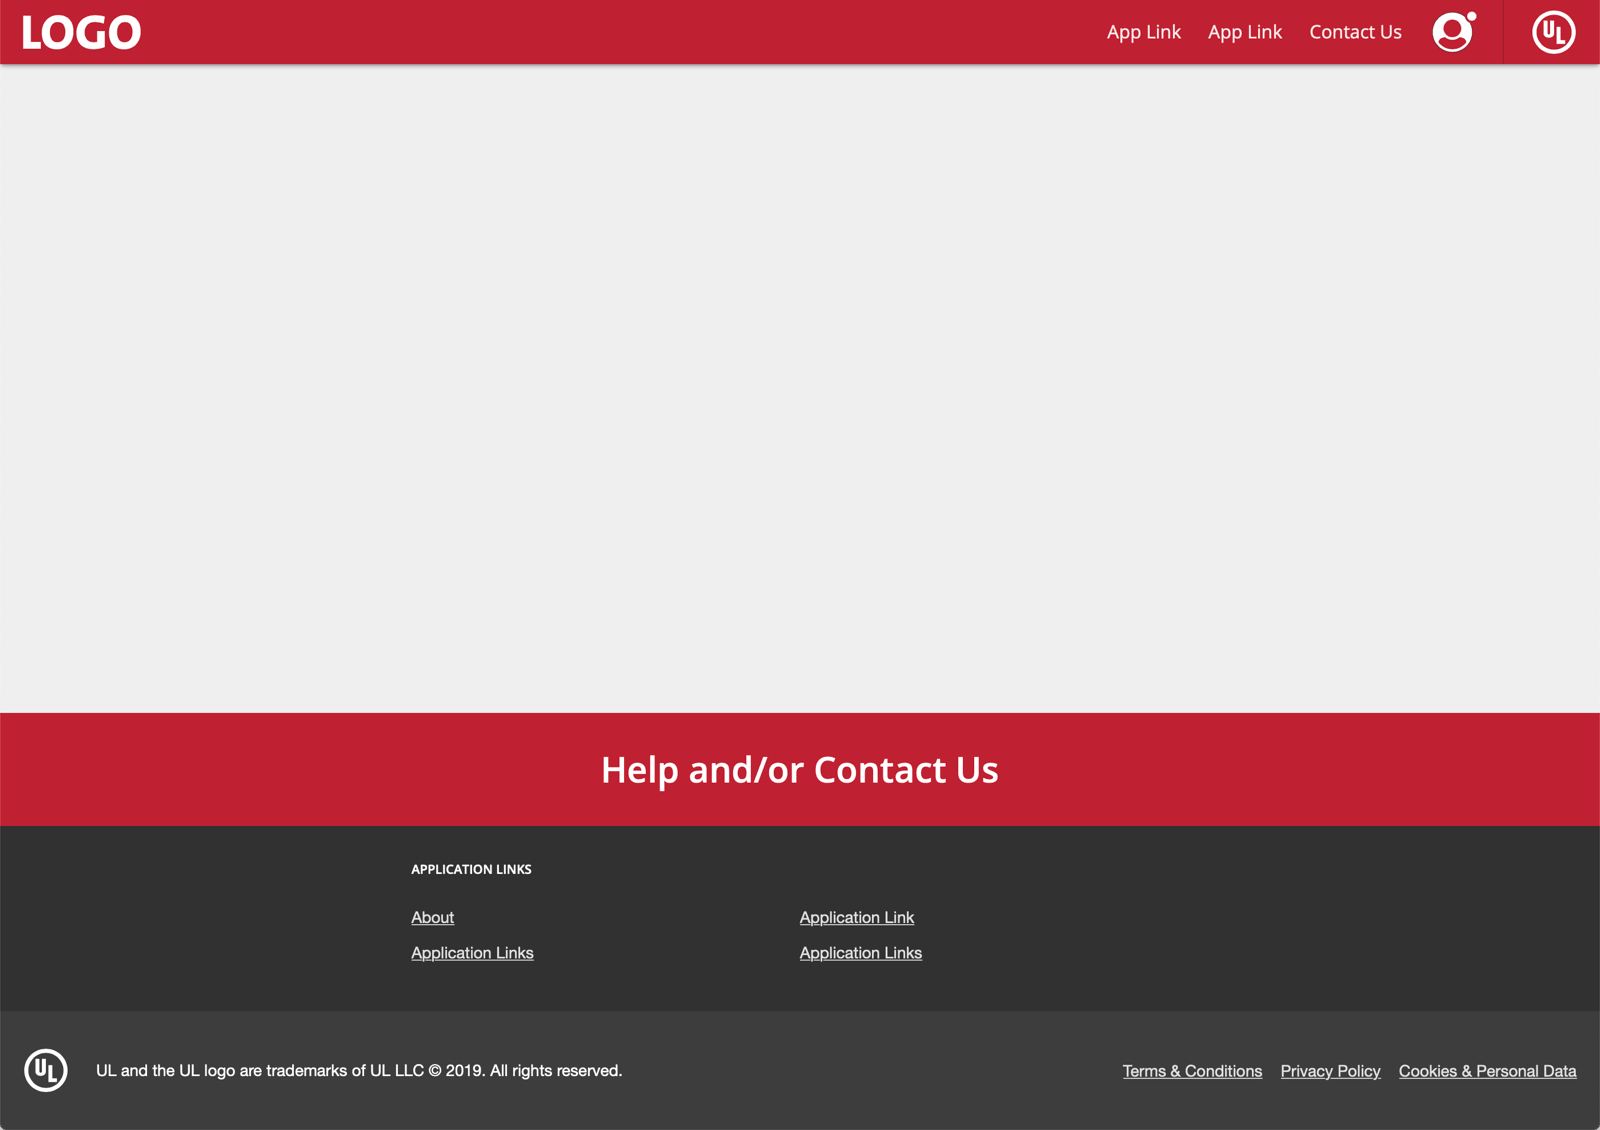 LOGO
App Link App Link Contact Us
UL
Help and/or Contact Us
APPLICATION LINKS
About
Application Link
Application Links
Application Links
UL
UL and the UL logo are trademarks of UL LLC © 2019. All rights reserved.
Terms & Conditions Privacy Policy Cookies & Personal Data